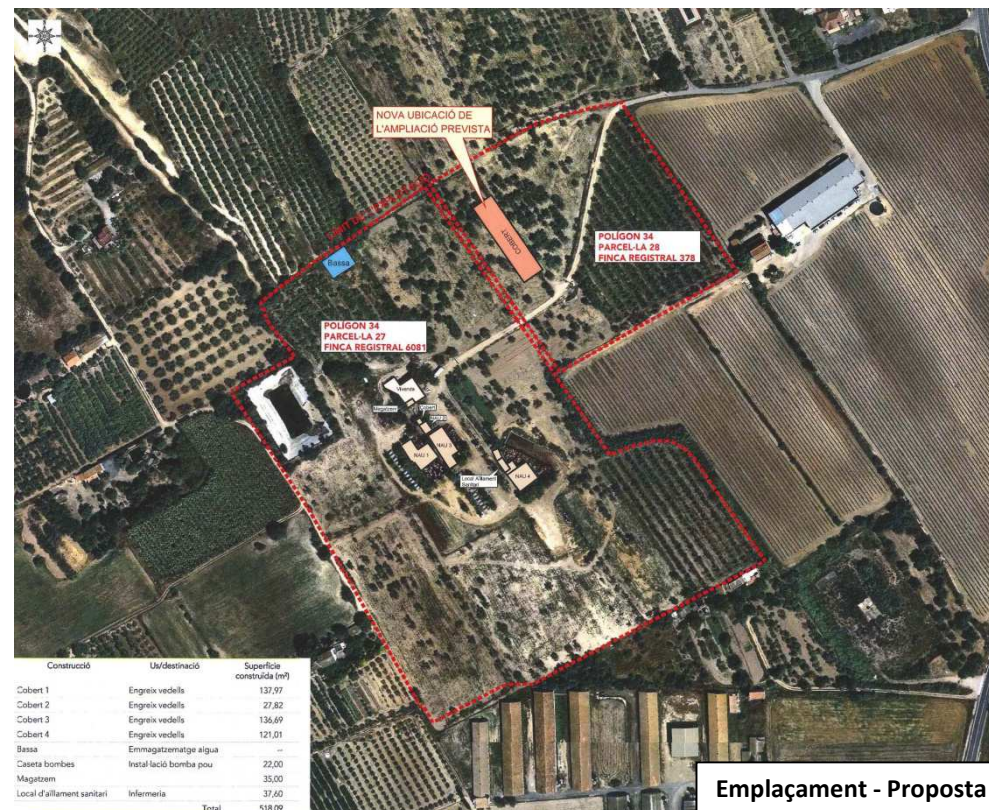 NOVA UBICACIÓ DE
L'AMPLIACIÓ PREVISTA
COBERT
Bassa
POLÍGON 34
PARCEL·LA 28
FINCA REGISTRAL 378
POLÍGON 34
PARCEL·LA 27
FINCA REGISTRAL 6081
Vivenda
Magatzem
Cobert
NAU 2
NAU 3
NAU 1
Local Aïllament
Sanitari
NAU 4
Construcció Us/destinació Superfície
construïda (m²)
Cobert 1 Engreix vedells 137,97
Cobert 2 Engreix vedells 27,82
Cobert 3 Engreix vedells 136,69
Cobert 4 Engreix vedells 121,01
Bassa Emmagatzematge aigua --
Caseta bombes Instal·lació bomba pou 22,00
Magatzem 35,00
Local d'aïllament sanitari Infermeria 37,60
Total 518,09
Emplaçament - Proposta